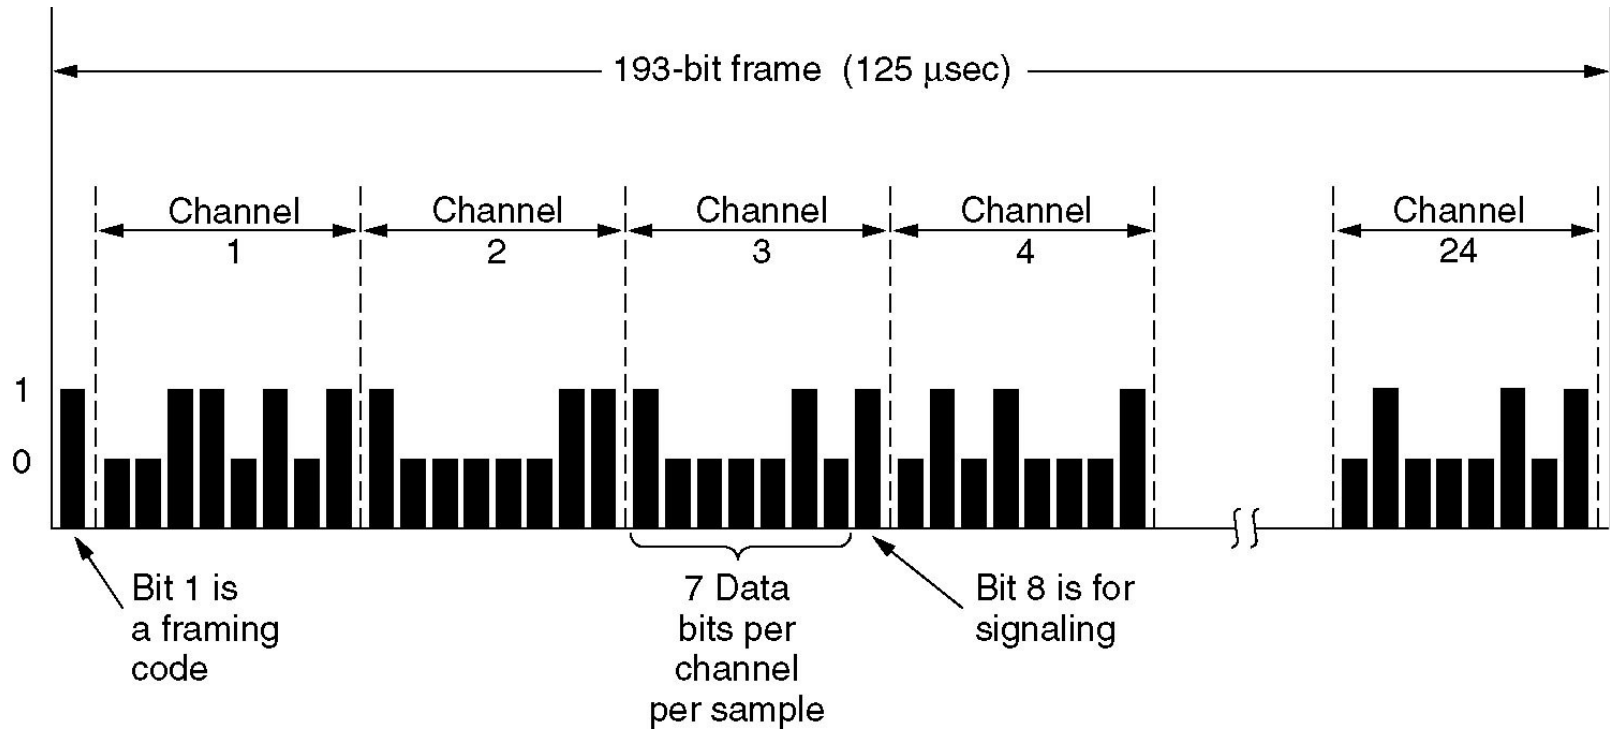 193-bit frame (125 μsec)
Channel
1
Channel
2
Channel
3
Channel
4
Channel
24
1
0
Bit 1 is
a framing
code
7 Data
bits per
channel
per sample
Bit 8 is for
signaling